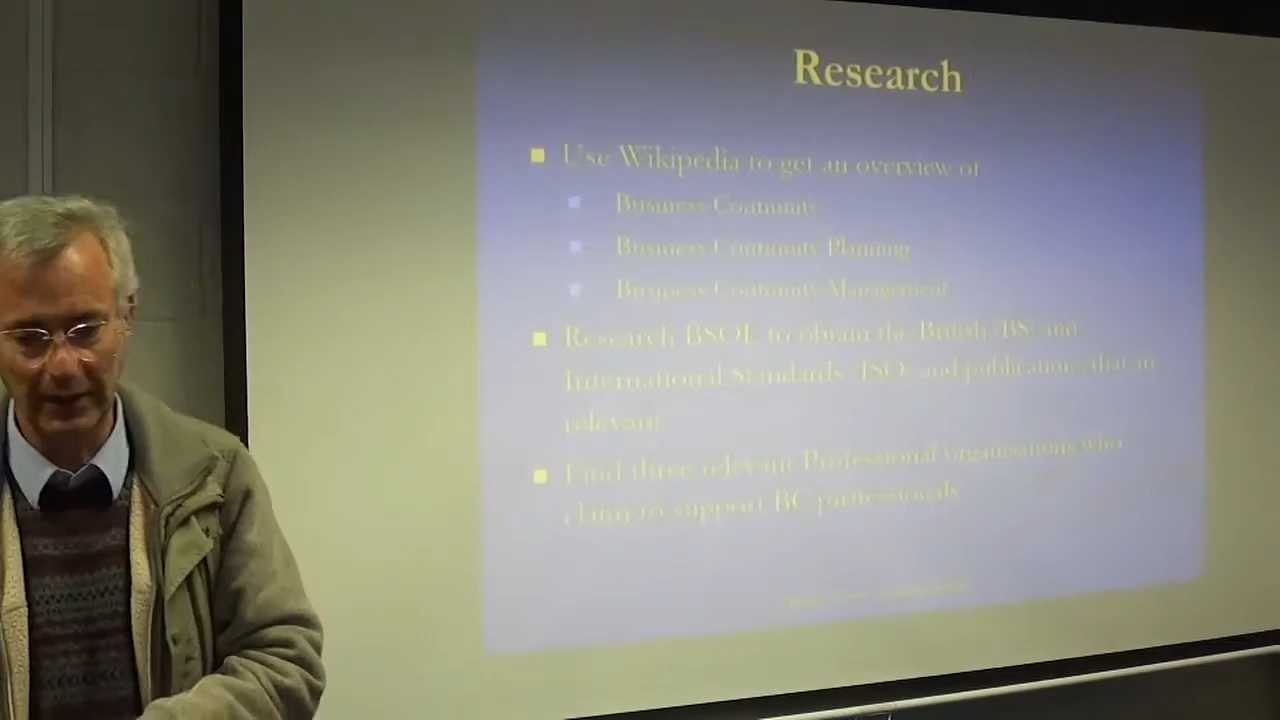 Research
Use Wikipedia to get an overview of
Business Continuity
Business Continuity Planning
Business Continuity Management
Research BSOL to obtain the British (BS) and
International Standards (ISO) and publications that
relevant
Find three relevant Professional organisations who
claim to support BC professionals